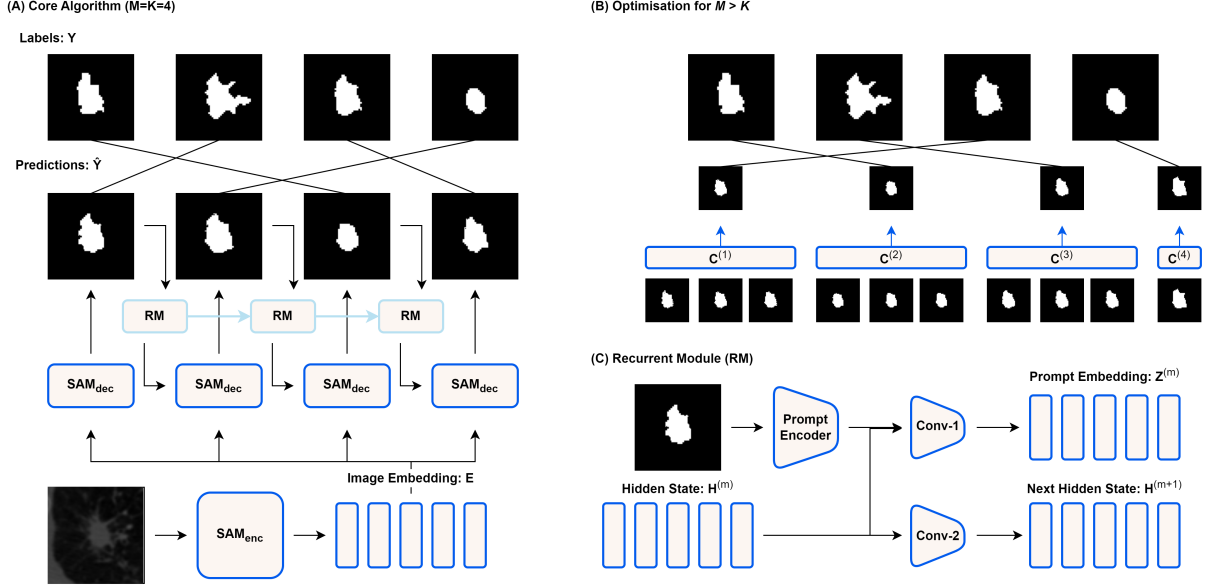 (A) Core Algorithm (M=K=4)
Labels: Y
Predictions: Ŷ
RM
RM
RM
SAMdec
SAMdec
SAMdec
SAMdec
Image Embedding: E
SAMenc
(B) Optimisation for M > K
C(1)
C(2)
C(3)
C(4)
(C) Recurrent Module (RM)
Prompt
Encoder
Conv-1
Prompt Embedding: Z(m)
Hidden State: H(m)
Conv-2
Next Hidden State: H(m+1)